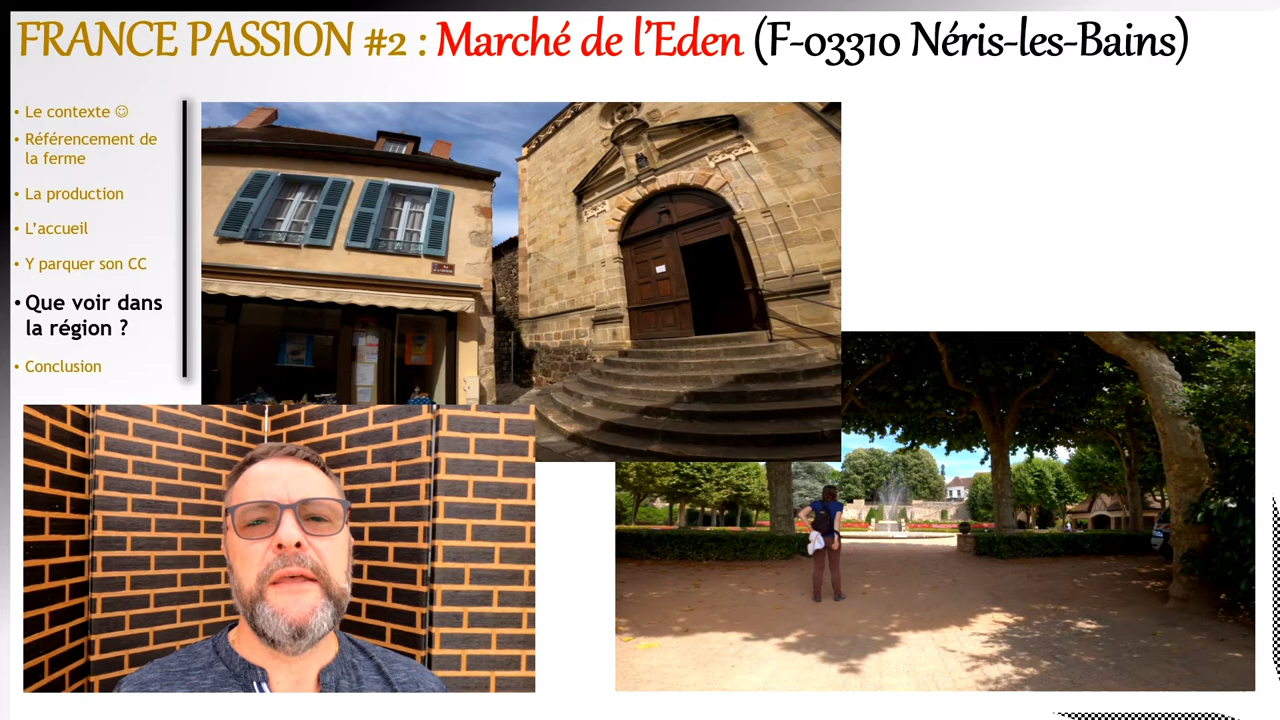 FRANCE PASSION #2 : Marché de l'Eden (F-03310 Néris-les-Bains)
• Le contexte ☺
• Référencement de
la ferme
• La production
• L'accueil
• Y parquer son CC
• Que voir dans
la région ?
• Conclusion